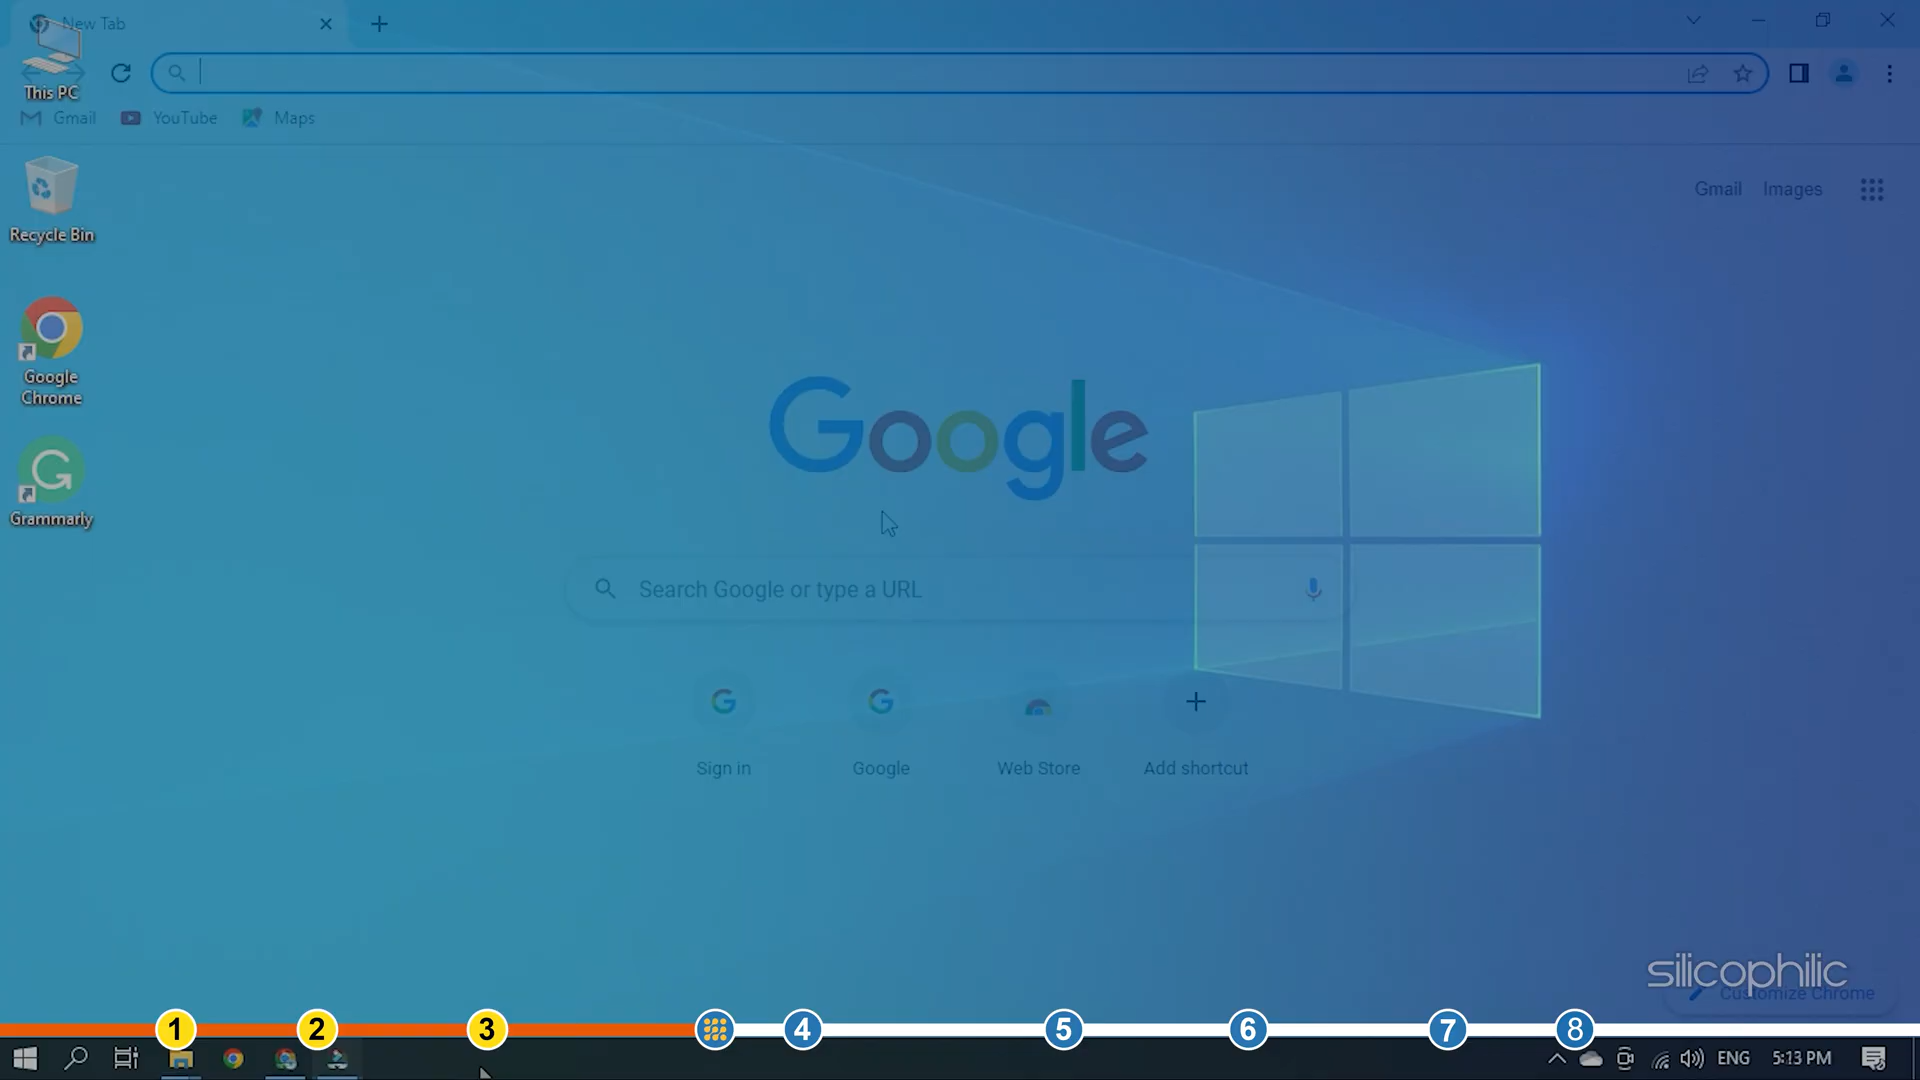 New Tab
This PC
Gmail
YouTube
Maps
Gmail
Images
Recycle Bin
Google
Chrome
Grammarly
Google
Search Google or type a URL
Sign in
Google
Web Store
Add shortcut
silicophilic
Customize Chrome
1
2
3
4
5
6
7
8
ENG
5:13 PM